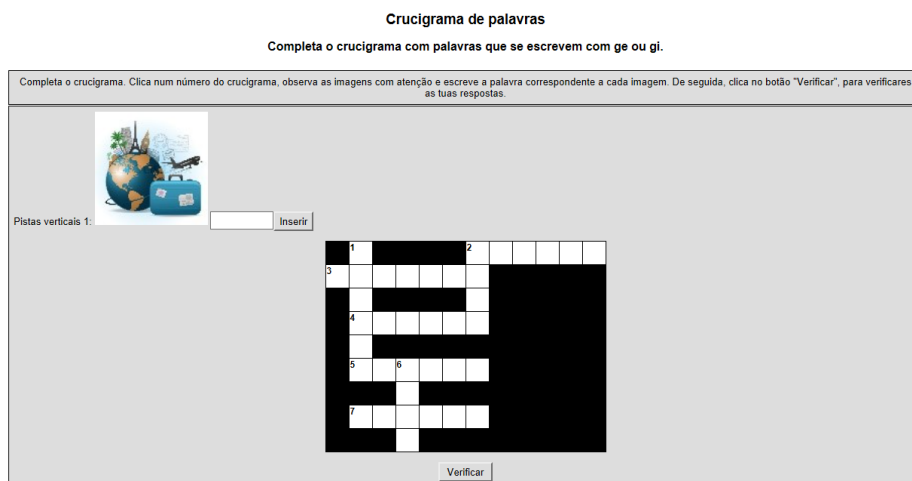 Crucigrama de palavras
Completa o crucigrama com palavras que se escrevem com ge ou gi.
Completa o crucigrama. Clica num número do crucigrama, observa as imagens com atenção e escreve a palavra correspondente a cada imagem. De seguida, clica no botão "Verificar", para verificares
as tuas respostas.
Pistas verticais 1: Inserir
1 2
3
4
5 6
7
Verificar